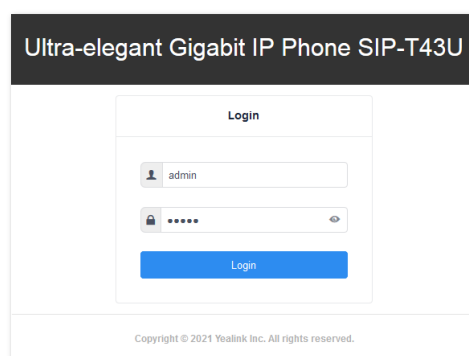 Ultra-elegant Gigabit IP Phone SIP-T43U
Login
admin
•••••
Login
Copyright © 2021 Yealink Inc. All rights reserved.